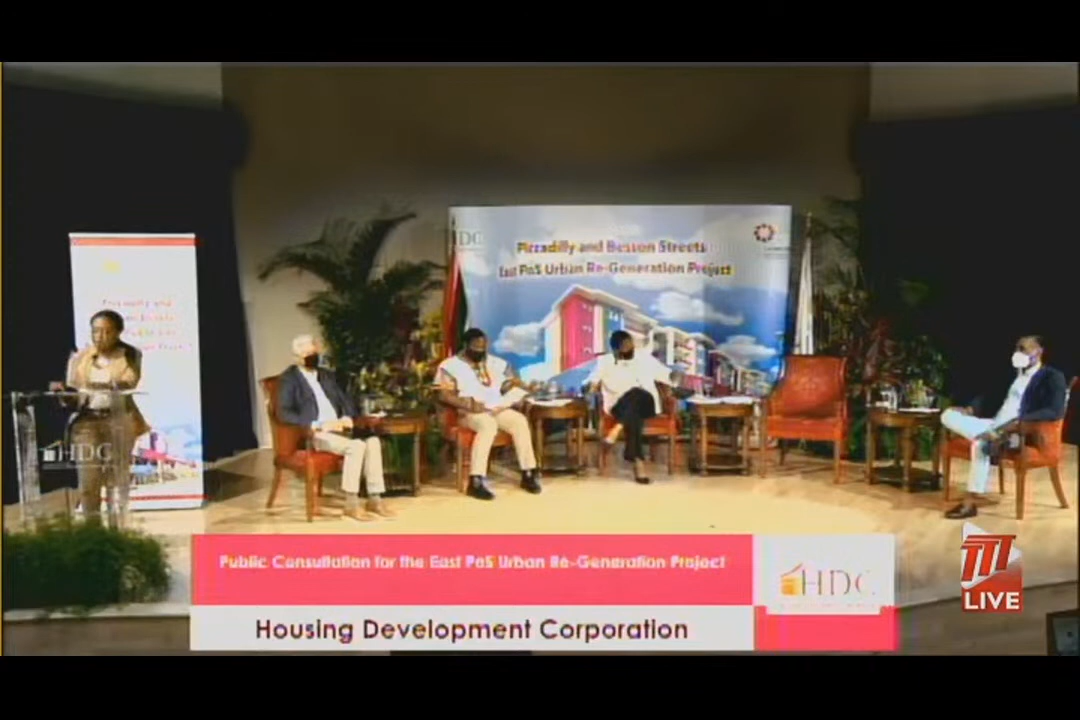 HDC
Piccadilly and Besson Streets
East PoS Urban Re-Generation Project
HDC
Public Consultation for the East PoS Urban Re-Generation Project
Housing Development Corporation
HDC
LIVE